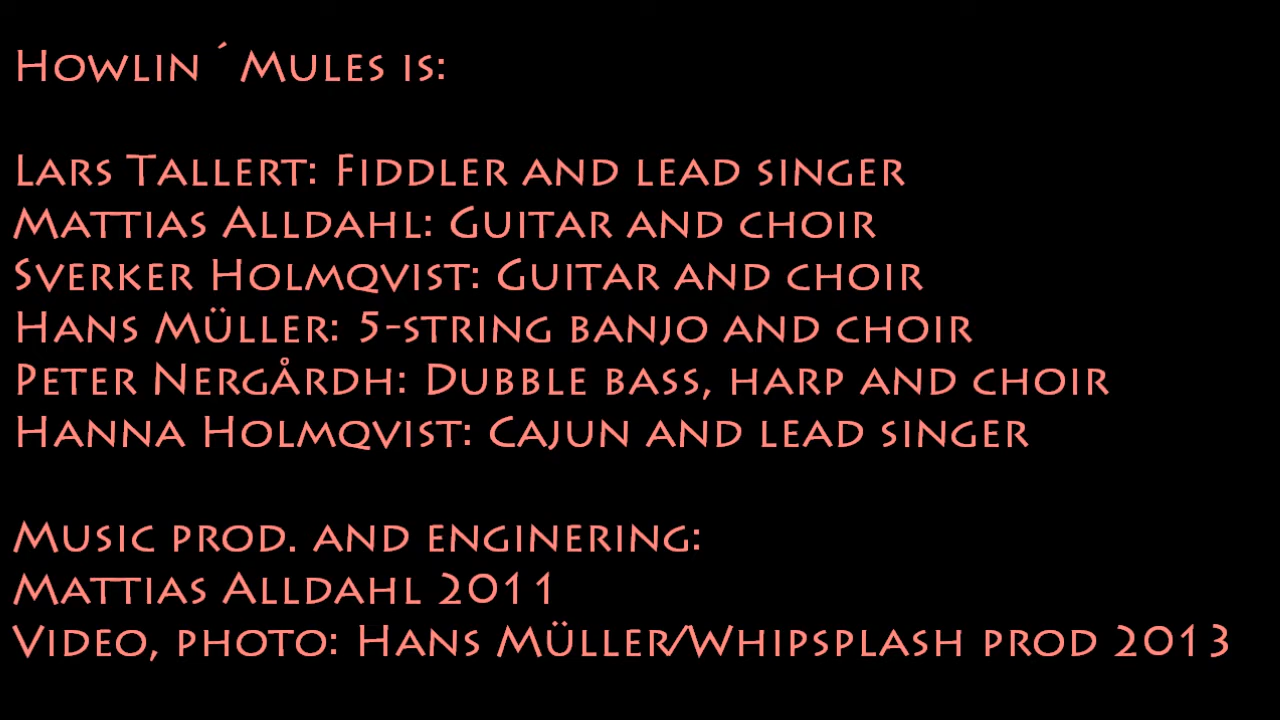 Howlin´Mules is:
Lars Tallert: Fiddler and lead singer
Mattias Alldahl: Guitar and choir
Sverker Holmqvist: Guitar and choir
Hans Müller: 5-string banjo and choir
Peter Nergårdh: Dubble bass, harp and choir
Hanna Holmqvist: Cajun and lead singer
Music prod. and enginering:
Mattias Alldahl 2011
Video, photo: Hans Müller/Whipsplash prod 2013